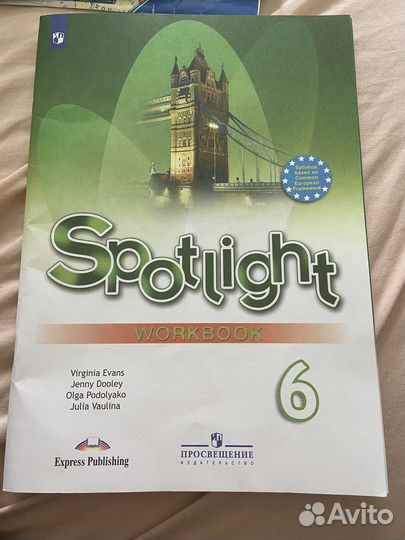 Syllabus
based on
Common
European
Framework
Spotlight
WORKBOOK
Virginia Evans
Jenny Dooley
Olga Podolyako
Julia Vaulina
6
Express Publishing
ПРОСВЕЩЕНИЕ
ИЗДАТЕЛЬСТВО
Avito